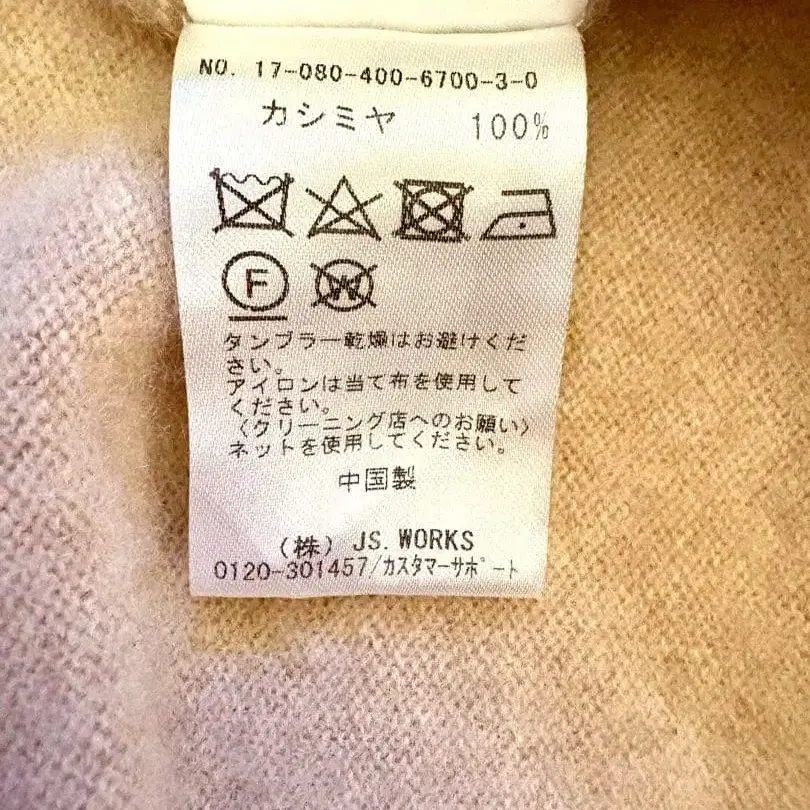 NO. 17-080-400-6700-3-0
カシミヤ 100%
F W
タンブラー乾燥はお避けくだ
さい。
アイロンは当て布を使用して
ください。
〈クリーニング店へのお願い〉
ネットを使用してください。
中国製
(株) JS.WORKS
0120-301457/カスタマーサポート